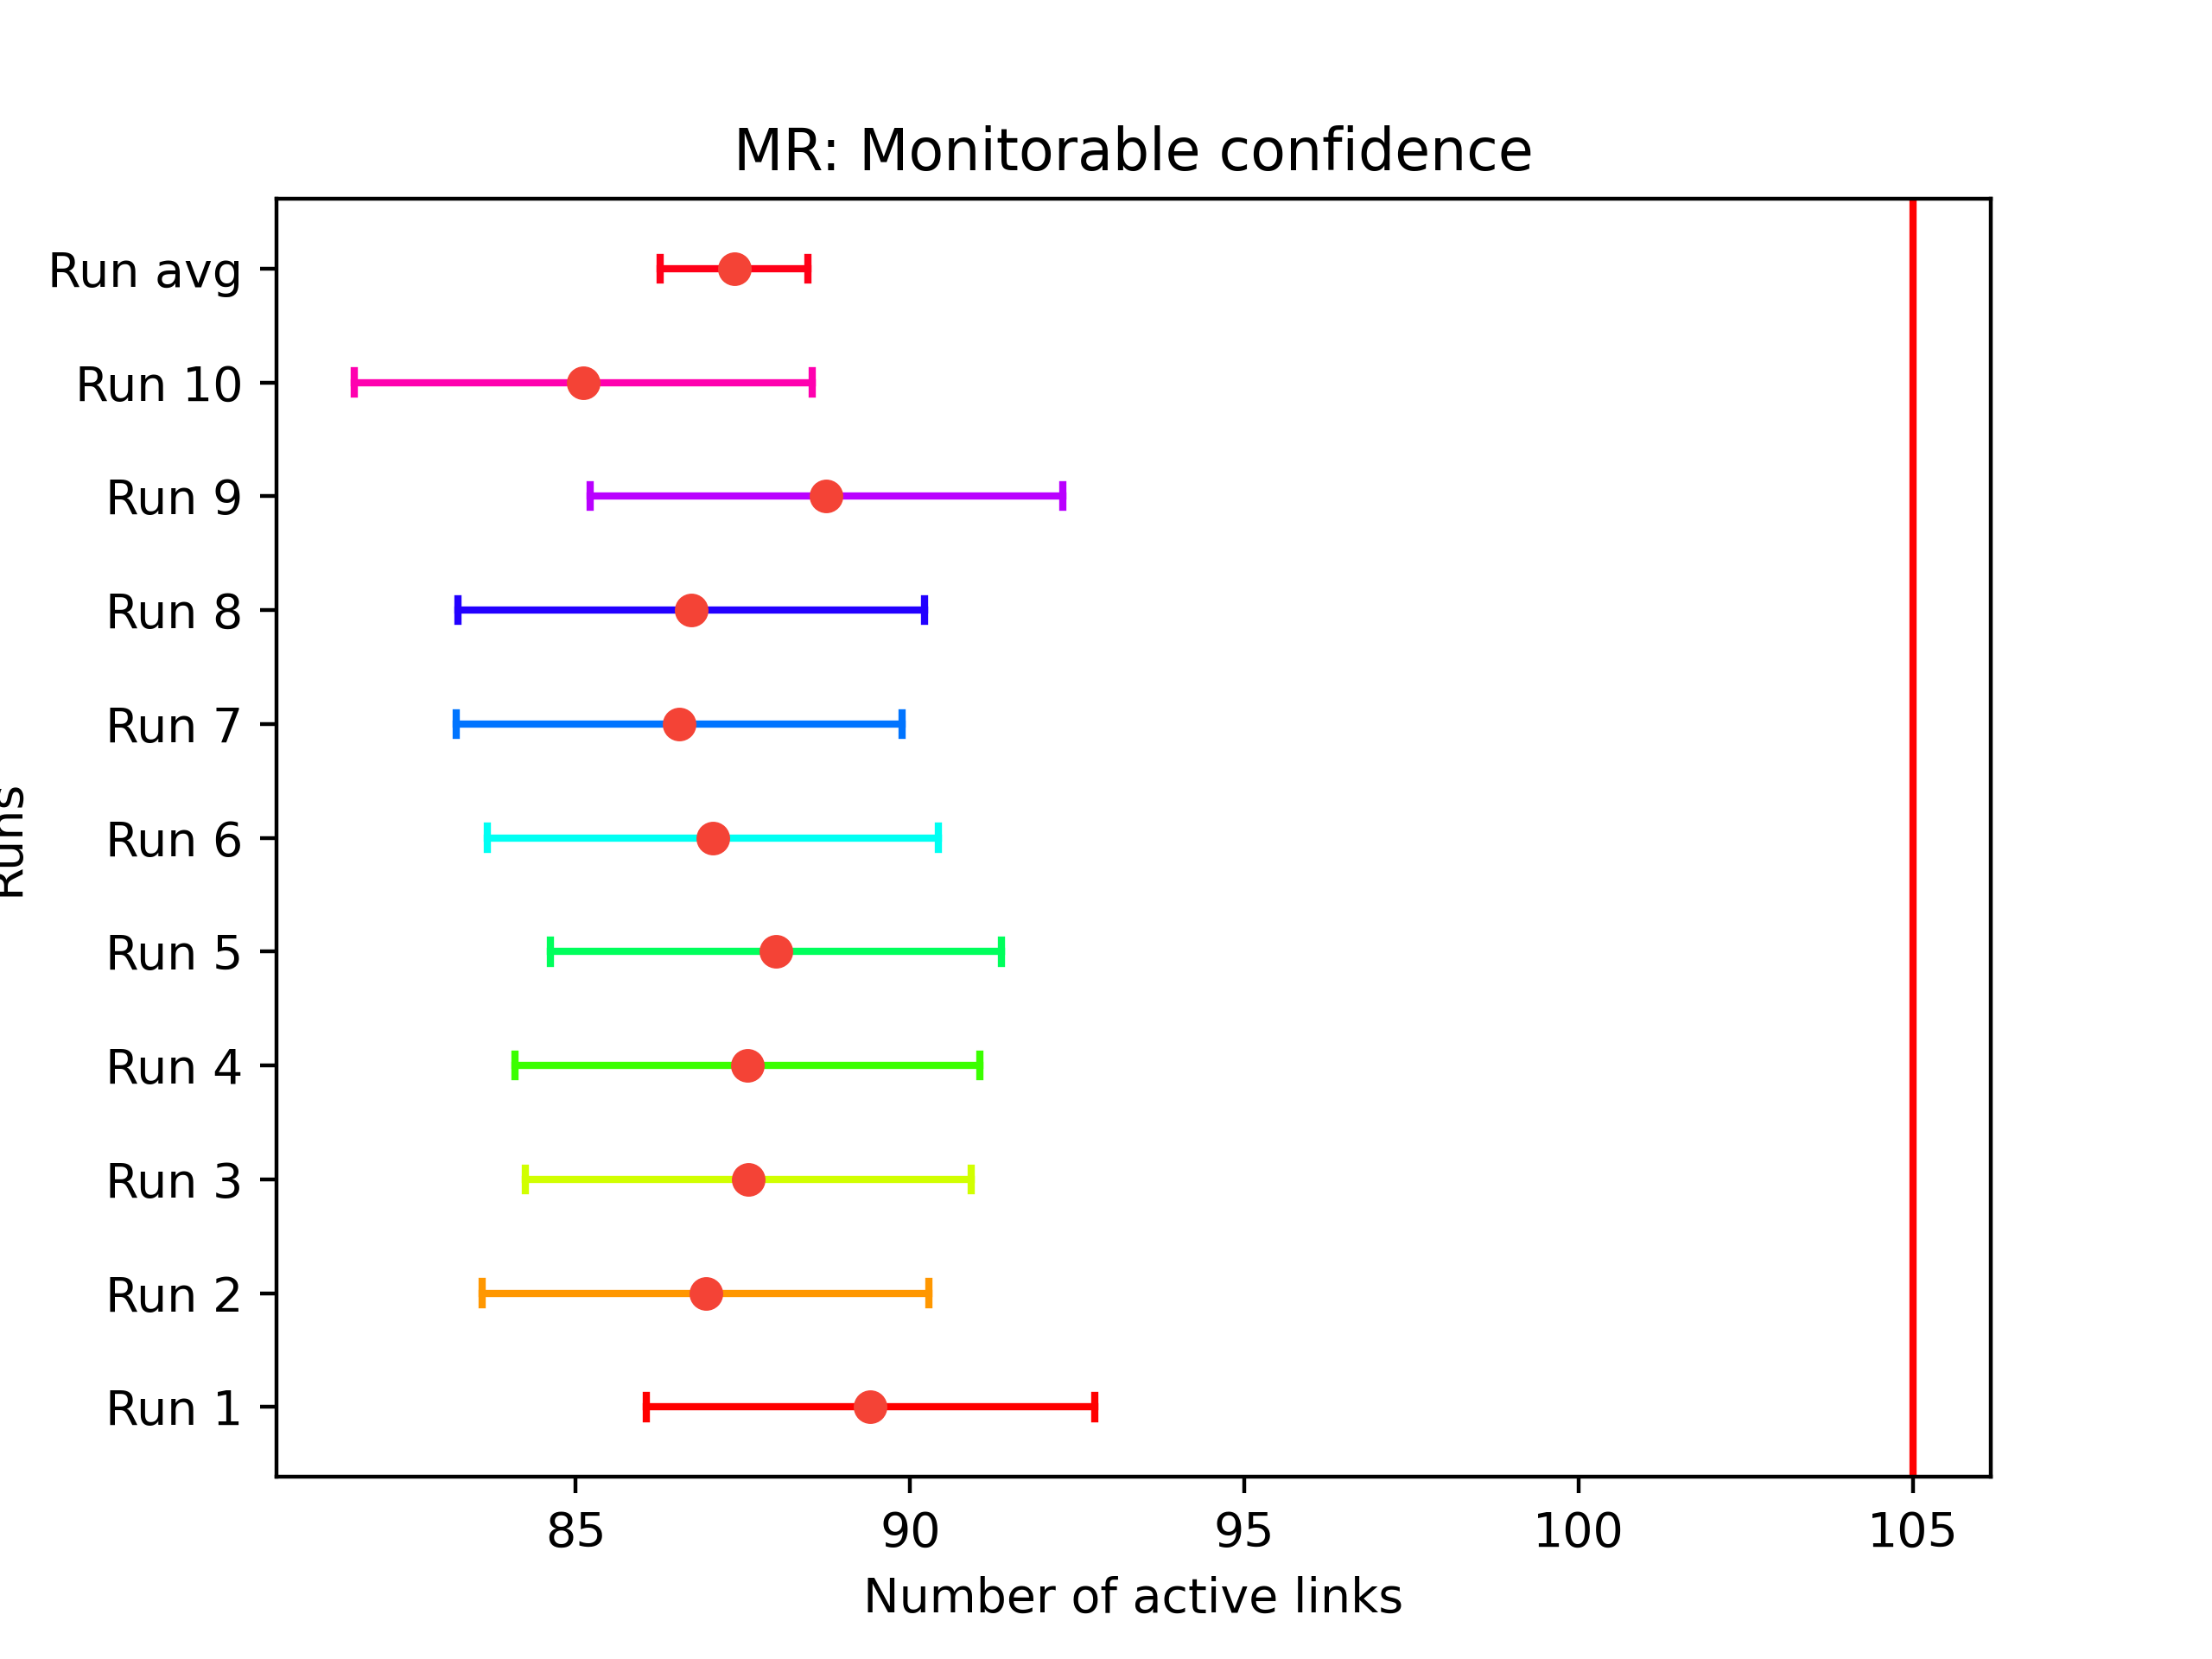 MR: Monitorable confidence
Run avg
Run 10
Run 9
Run 8
Run 7
Run 6
Run 5
Run 4
Run 3
Run 2
Run 1
Runs
85 90 95 100 105
Number of active links